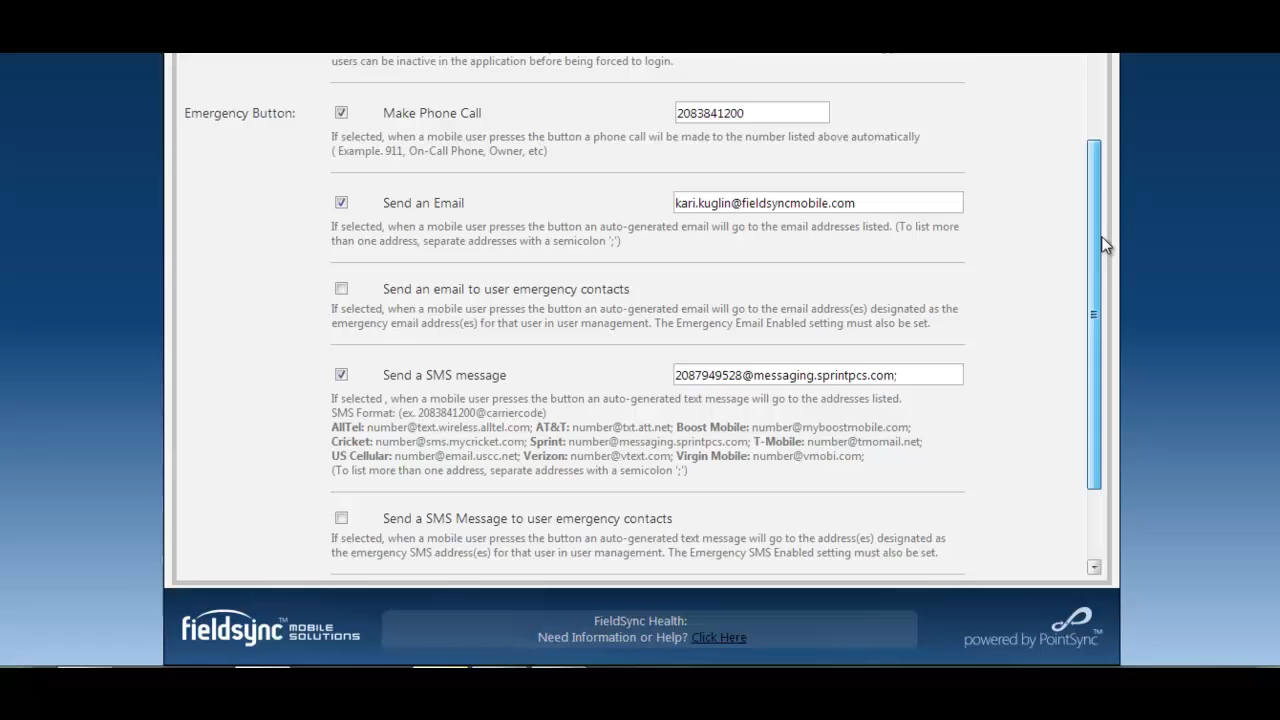 users can be inactive in the application before being forced to login.
Emergency Button: Make Phone Call 2083841200
If selected, when a mobile user presses the button a phone call wil be made to the number listed above automatically
( Example. 911, On-Call Phone, Owner, etc)
Send an Email kari.kuglin@fieldsyncmobile.com
If selected, when a mobile user presses the button an auto-generated email will go to the email addresses listed. (To list more
than one address, separate addresses with a semicolon ';')
Send an email to user emergency contacts
If selected, when a mobile user presses the button an auto-generated email will go to the email address(es) designated as the
emergency email address(es) for that user in user management. The Emergency Email Enabled setting must also be set.
Send a SMS message 2087949528@messaging.sprintpcs.com;
If selected , when a mobile user presses the button an auto-generated text message will go to the addresses listed.
SMS Format: (ex. 2083841200@carriercode)
AllTel: number@text.wireless.alltel.com; AT&T: number@txt.att.net; Boost Mobile: number@myboostmobile.com;
Cricket: number@sms.mycricket.com; Sprint: number@messaging.sprintpcs.com; T-Mobile: number@tmomail.net;
US Cellular: number@email.uscc.net; Verizon: number@vtext.com; Virgin Mobile: number@vmobi.com;
(To list more than one address, separate addresses with a semicolon ';')
Send a SMS Message to user emergency contacts
If selected, when a mobile user presses the button an auto-generated text message will go to the address(es) designated as
the emergency SMS address(es) for that user in user management. The Emergency SMS Enabled setting must also be set.
fieldsync™ MOBILE SOLUTIONS
FieldSync Health:
Need Information or Help? Click Here
powered by PointSync™